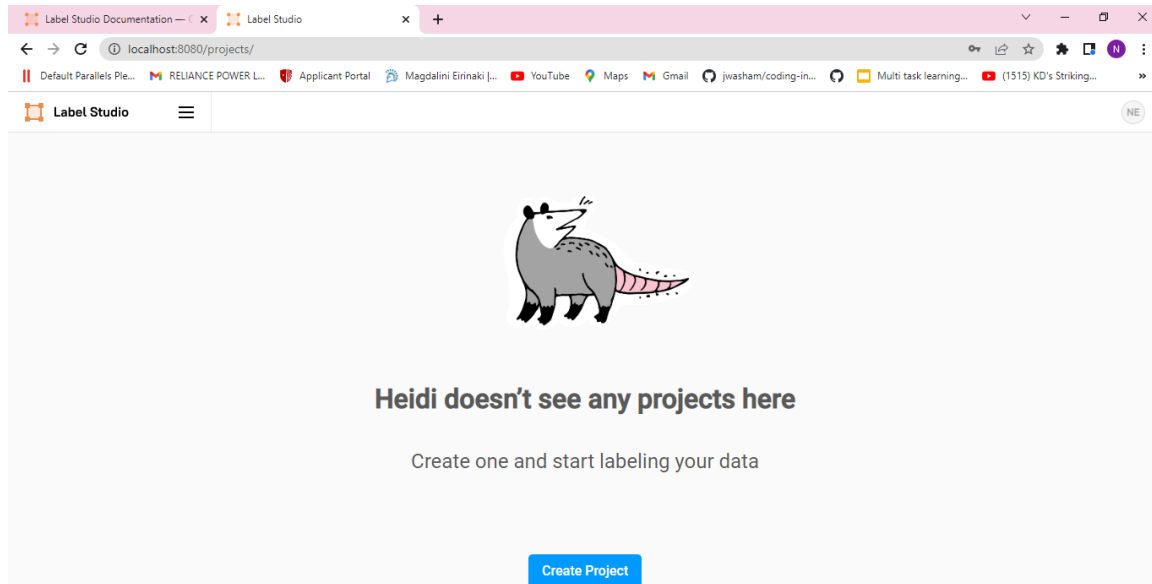 Label Studio Documentation — Label Studio
localhost:8080/projects/ N
Default Parallels Ple... RELIANCE POWER L... Applicant Portal Magdalini Eirinaki |... YouTube Maps Gmail jwasham/coding-in... Multi task learning... (1515) KD's Striking... »
Label Studio NE
Heidi doesn't see any projects here
Create one and start labeling your data
Create Project